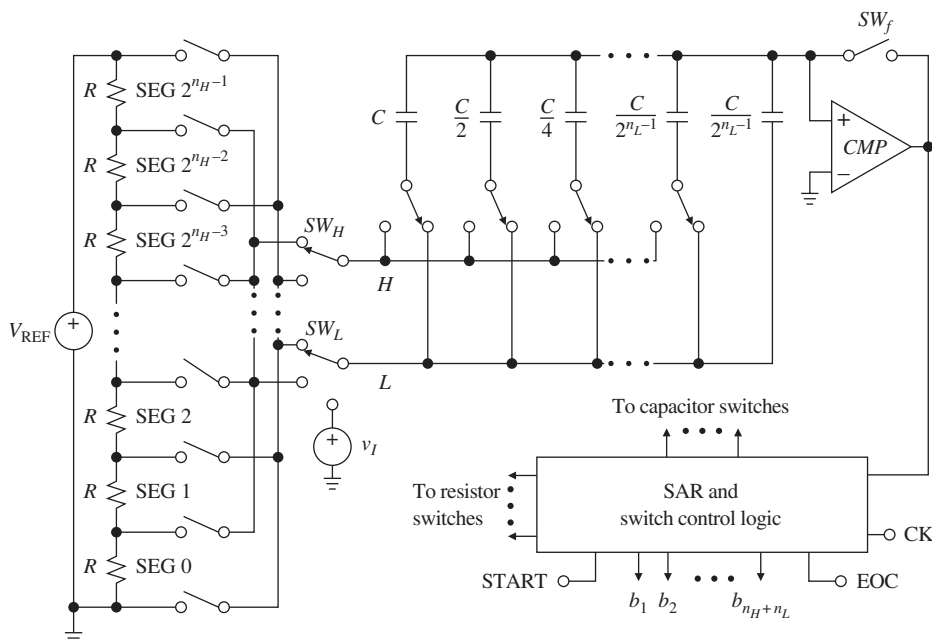 SW_f
R SEG 2^{n_H-1}
C C/2 C/4 C/2^{n_L-1} C/2^{n_L-1}
+
CMP
−
R SEG 2^{n_H-2}
R SEG 2^{n_H-3}
SW_H
H
V_REF +
SW_L
L
R SEG 2
+ v_I
To capacitor switches
R SEG 1
To resistor
switches
SAR and
switch control logic
CK
R SEG 0
START
EOC
b_1 b_2 b_{n_H+n_L}